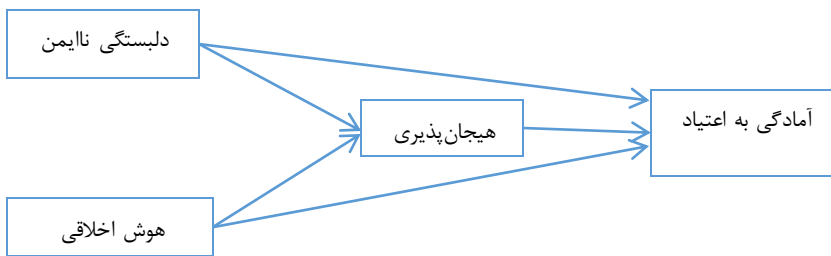 دلبستگی ناایمن
آمادگی به اعتیاد
هیجان‌پذیری
هوش اخلاقی